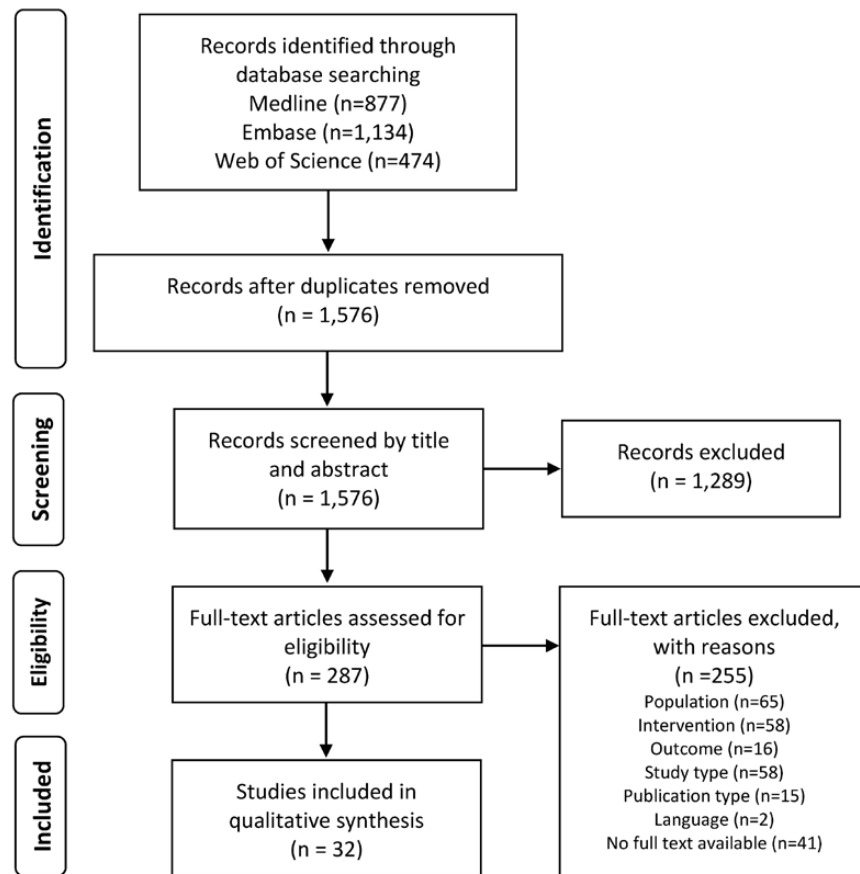 Identification
Records identified through
database searching
Medline (n=877)
Embase (n=1,134)
Web of Science (n=474)
Records after duplicates removed
(n = 1,576)
Screening
Records screened by title
and abstract
(n = 1,576)
Records excluded
(n = 1,289)
Eligibility
Full-text articles assessed for
eligibility
(n = 287)
Full-text articles excluded,
with reasons
(n =255)
Population (n=65)
Intervention (n=58)
Outcome (n=16)
Study type (n=58)
Publication type (n=15)
Language (n=2)
No full text available (n=41)
Included
Studies included in
qualitative synthesis
(n = 32)